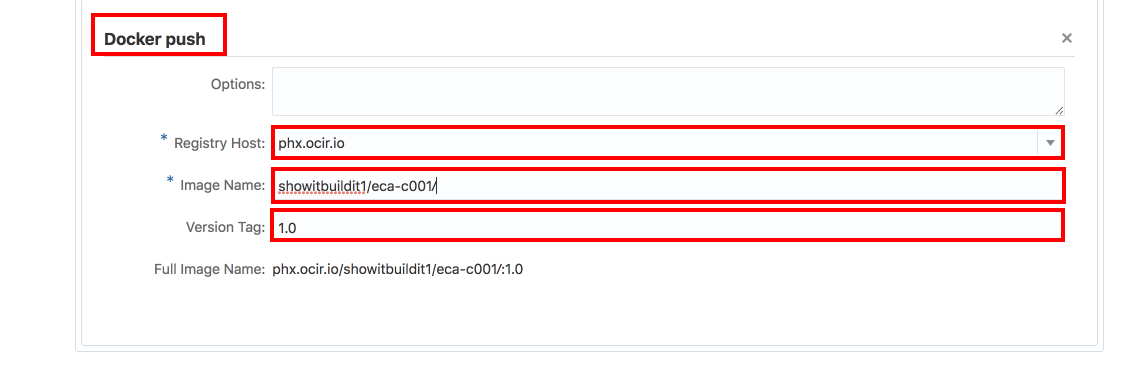 Docker push
×
Options:
* Registry Host: phx.ocir.io
* Image Name: showitbuildit1/eca-c001/
Version Tag: 1.0
Full Image Name: phx.ocir.io/showitbuildit1/eca-c001/:1.0